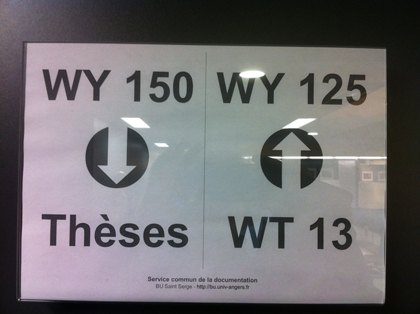 WY 150
Thèses
WY 125
WT 13
Service commun de la documentation
BU Saint Serge - http://bu.univ-angers.fr